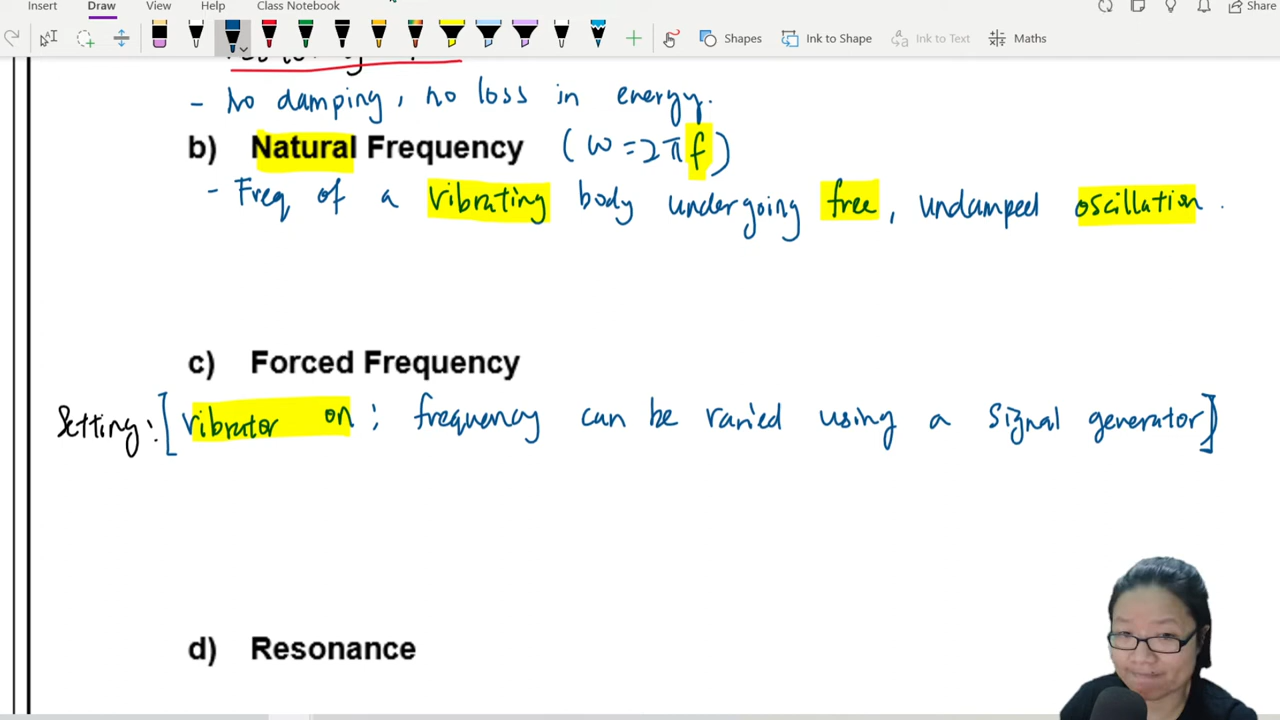 Insert Draw View Help Class Notebook Share
Shapes Ink to Shape Ink to Text Maths
- No damping, no loss in energy.
b) Natural Frequency (ω = 2πf)
- Freq of a vibrating body undergoing free, undamped oscillation.
c) Forced Frequency
Setting: [vibrator on; frequency can be varied using a signal generator]
d) Resonance